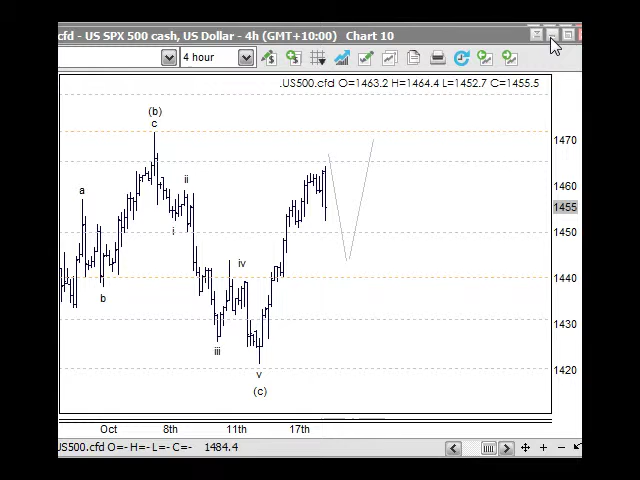 cfd - US SPX 500 cash, US Dollar - 4h (GMT+10:00)   Chart 10
4 hour
.US500.cfd O=1463.2 H=1464.4 L=1452.7 C=1455.5
(b)
c
1470
a
ii
1460
1455
i
1450
iv
b
1440
1430
iii
v
1420
(c)
Oct 8th 11th 17th
US500.cfd O=- H=- L=- C=- 1484.4